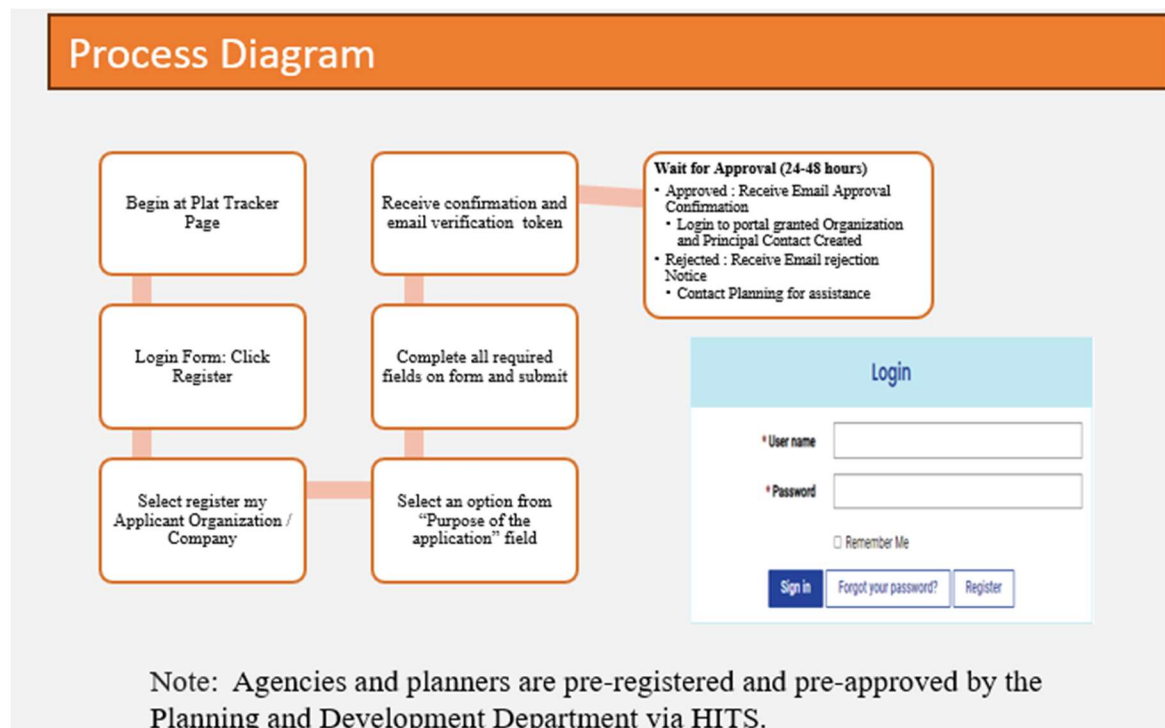 Process Diagram
Begin at Plat Tracker
Page
Login Form: Click
Register
Select register my
Applicant Organization /
Company
Select an option from
“Purpose of the
application” field
Complete all required
fields on form and submit
Receive confirmation and
email verification token
Wait for Approval (24-48 hours)
• Approved : Receive Email Approval
Confirmation
• Login to portal granted Organization
and Principal Contact Created
• Rejected : Receive Email rejection
Notice
• Contact Planning for assistance
Login
* User name
* Password
Remember Me
Sign in
Forgot your password?
Register
Note: Agencies and planners are pre-registered and pre-approved by the
Planning and Development Department via HITS.